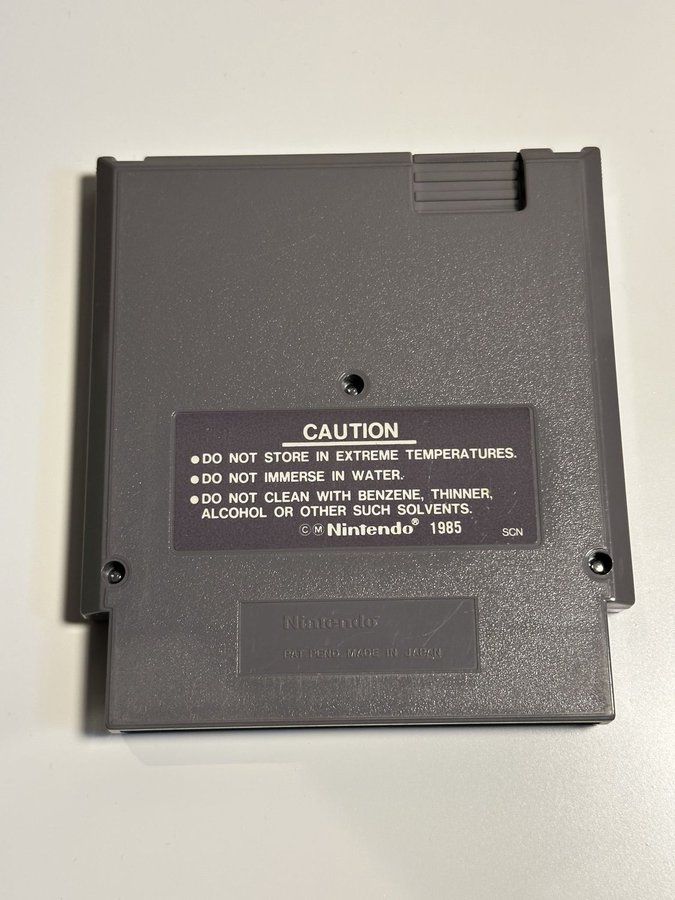 CAUTION
●DO NOT STORE IN EXTREME TEMPERATURES.
●DO NOT IMMERSE IN WATER.
●DO NOT CLEAN WITH BENZENE, THINNER,
ALCOHOL OR OTHER SUCH SOLVENTS.
ⒸⓂNintendo® 1985 SCN
Nintendo®
PAT. PEND. MADE IN JAPAN